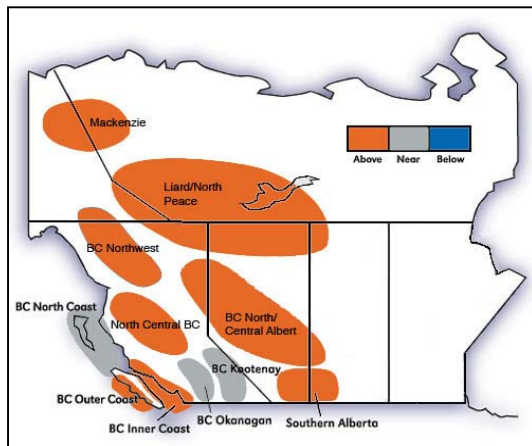 Mackenzie
Above Near Below
Liard/North
Peace
BC Northwest
BC North Coast
North Central BC
BC North/
Central Albert
BC Kootenay
BC Outer Coast
BC Okanagan
Southern Alberta
BC Inner Coast